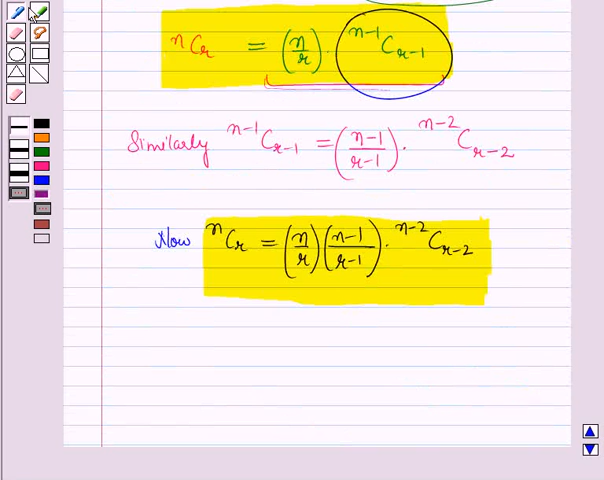 ⁿCᵣ = (n/r) · ⁿ⁻¹Cᵣ₋₁
Similarly ⁿ⁻¹Cᵣ₋₁ = (n-1/r-1) · ⁿ⁻²Cᵣ₋₂
Now ⁿCᵣ = (n/r) (n-1/r-1) · ⁿ⁻²Cᵣ₋₂